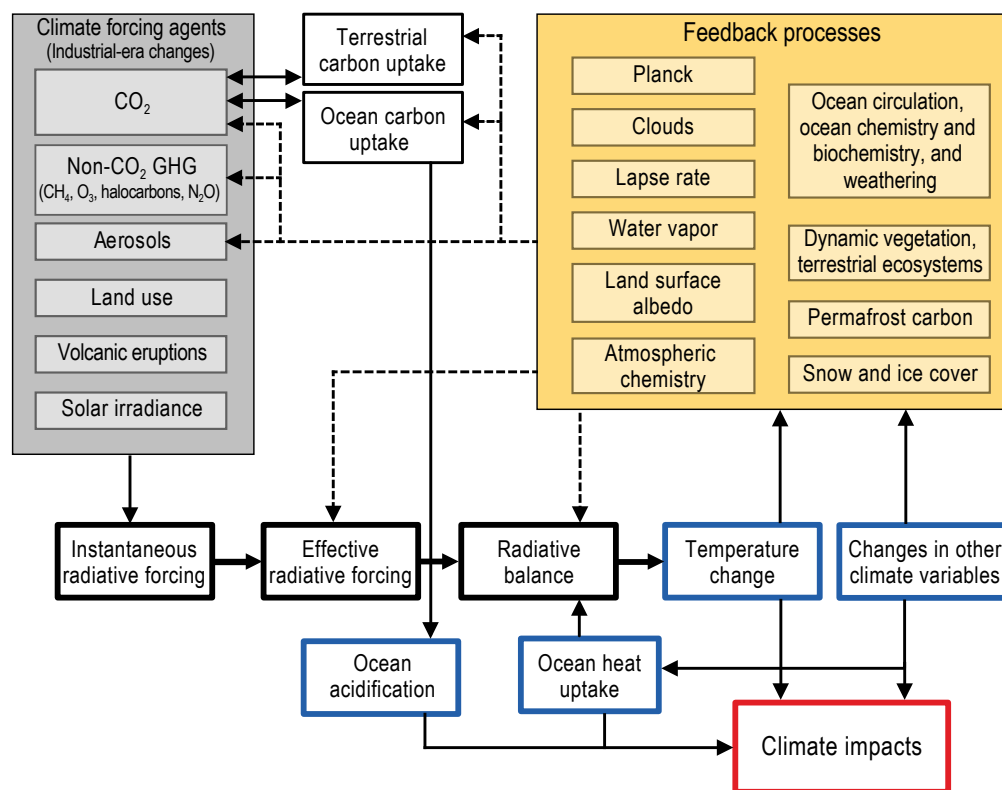 Climate forcing agents
(Industrial-era changes)
CO₂
Non-CO₂ GHG
(CH₄, O₃, halocarbons, N₂O)
Aerosols
Land use
Volcanic eruptions
Solar irradiance
Terrestrial
carbon uptake
Ocean carbon
uptake
Feedback processes
Planck
Clouds
Lapse rate
Water vapor
Land surface
albedo
Atmospheric
chemistry
Ocean circulation,
ocean chemistry and
biochemistry, and
weathering
Dynamic vegetation,
terrestrial ecosystems
Permafrost carbon
Snow and ice cover
Instantaneous
radiative forcing
Effective
radiative forcing
Radiative
balance
Temperature
change
Changes in other
climate variables
Ocean
acidification
Ocean heat
uptake
Climate impacts